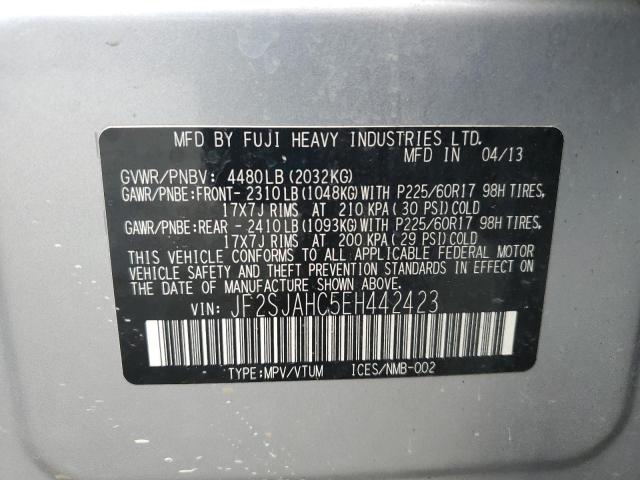 MFD BY FUJI HEAVY INDUSTRIES LTD.
MFD IN 04/13
GVWR/PNBV: 4480LB(2032KG)
GAWR/PNBE:FRONT- 2310LB(1048KG)WITH P225/60R17 98H TIRES,
17X7J RIMS AT 210 KPA(30 PSI)COLD
GAWR/PNBE:REAR - 2410LB(1093KG)WITH P225/60R17 98H TIRES,
17X7J RIMS AT 200 KPA(29 PSI)COLD
THIS VEHICLE CONFORMS TO ALL APPLICABLE FEDERAL MOTOR
VEHICLE SAFETY AND THEFT PREVENTION STANDARDS IN EFFECT ON
THE DATE OF MANUFACTURE SHOWN ABOVE.
VIN: JF2SJAHC5EH442423
TYPE:MPV/VTUM ICES/NMB-002